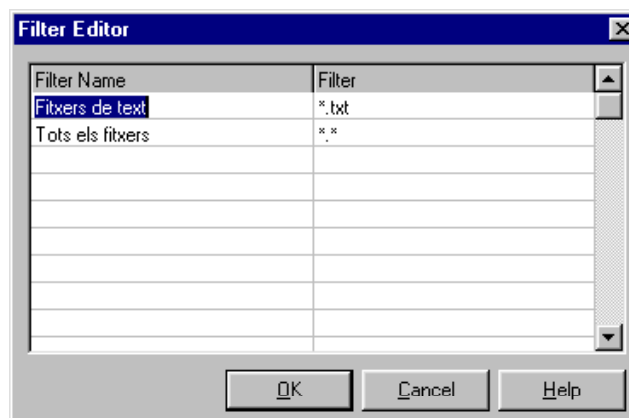 Filter Editor
Filter Name Filter
Fitxers de text *.txt
Tots els fitxers *.*
OK Cancel Help